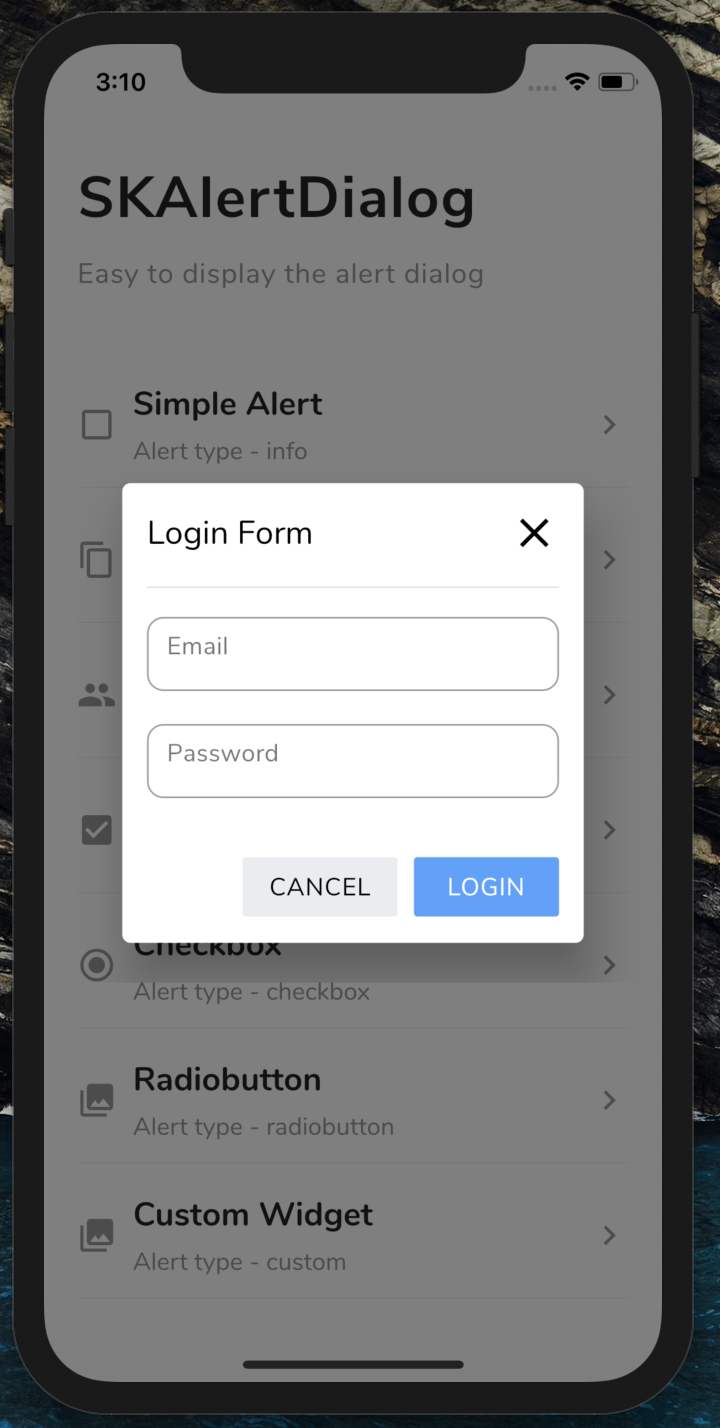 3:10
SKAlertDialog
Easy to display the alert dialog
Simple Alert
Alert type - info
Login Form
Email
Password
CANCEL
LOGIN
Checkbox
Alert type - checkbox
Radiobutton
Alert type - radiobutton
Custom Widget
Alert type - custom